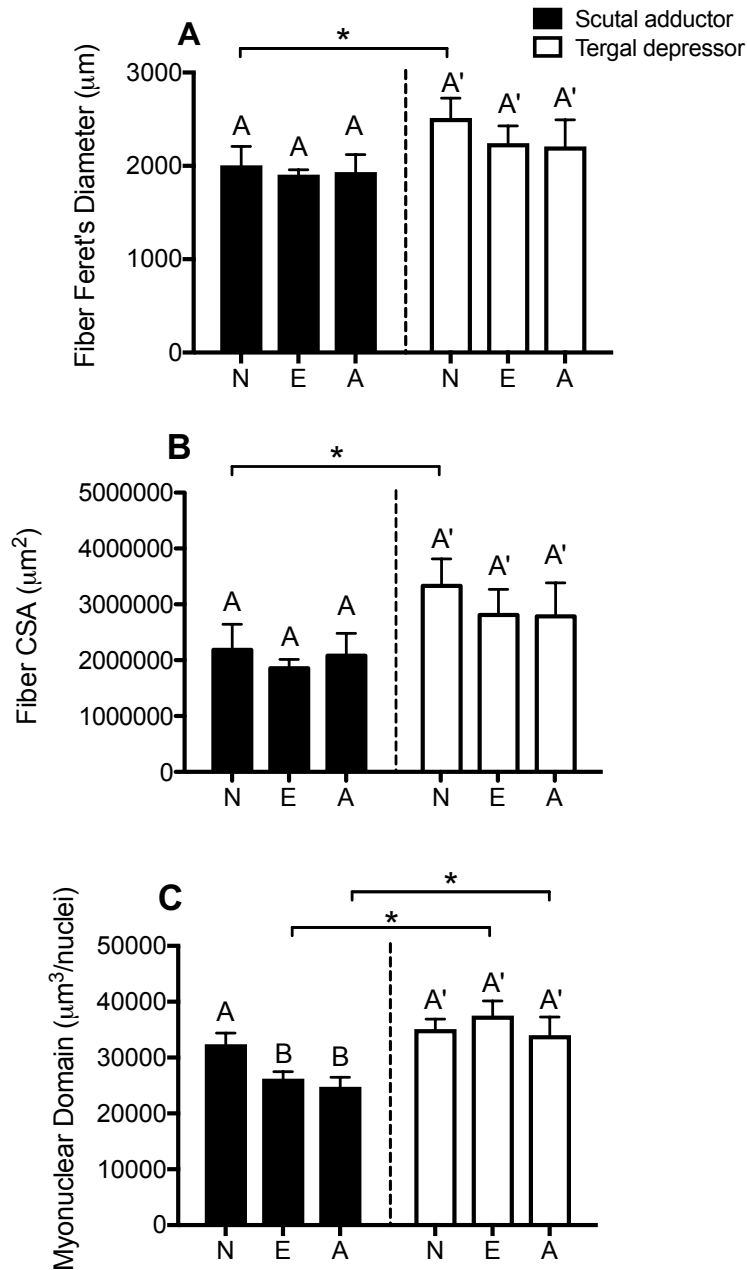 Scutal adductor
Tergal depressor
A
*
Fiber Feret's Diameter (μm)
3000
2000
1000
0
A A A A' A' A'
N E A N E A
B
*
Fiber CSA (μm²)
5000000
4000000
3000000
2000000
1000000
0
A A A A' A' A'
N E A N E A
C
*
*
Myonuclear Domain (μm³/nuclei)
50000
40000
30000
20000
10000
0
A B B A' A' A'
N E A N E A